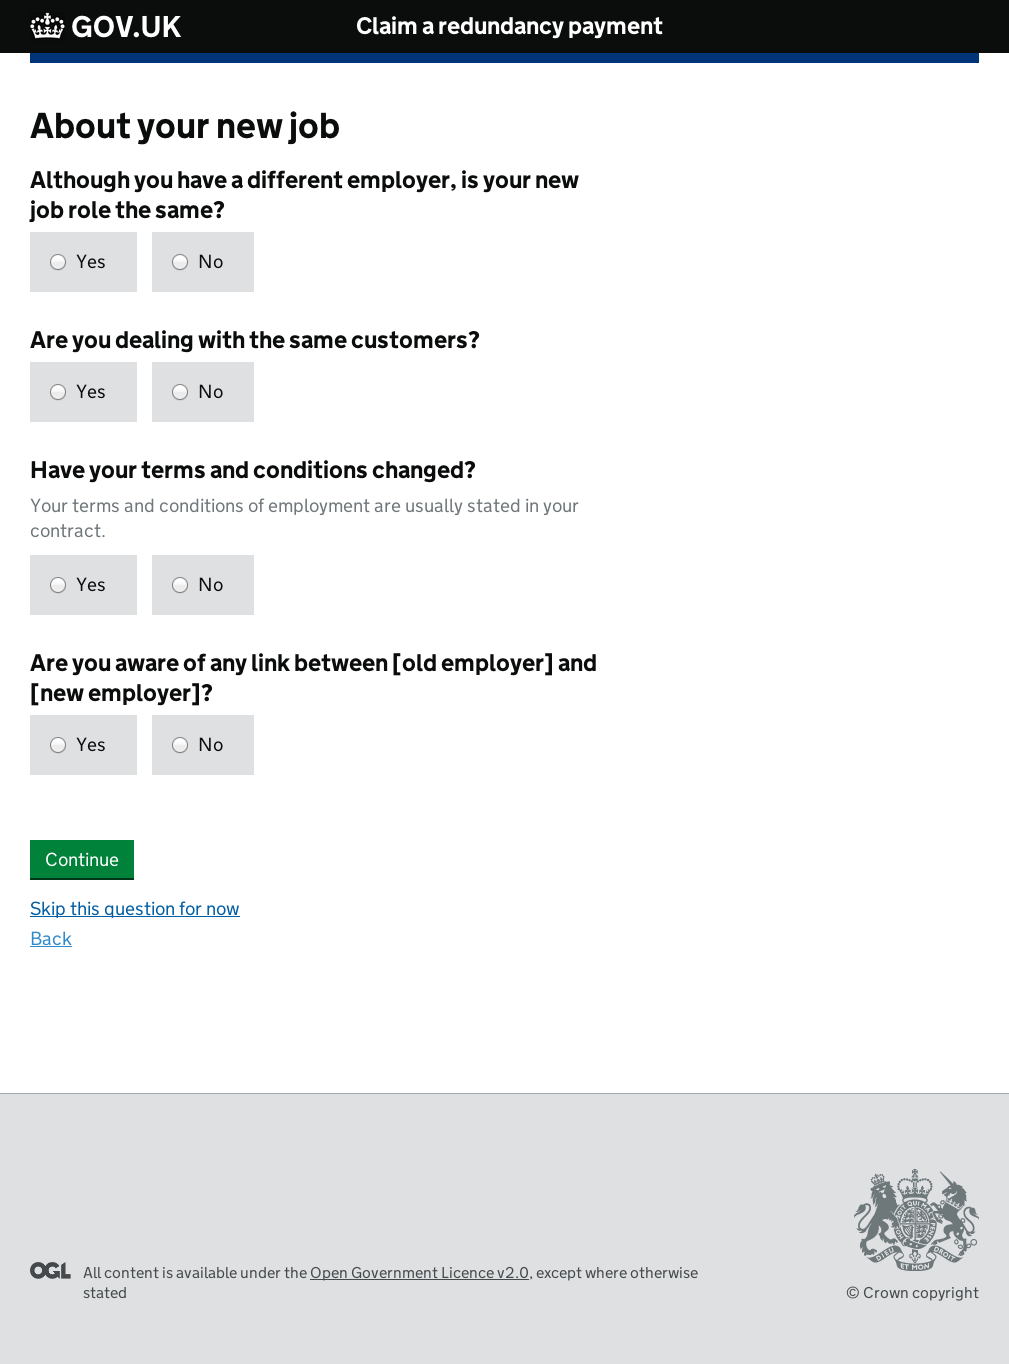 GOV.UK
Claim a redundancy payment
About your new job
Although you have a different employer, is your new
job role the same?
Yes
No
Are you dealing with the same customers?
Yes
No
Have your terms and conditions changed?
Your terms and conditions of employment are usually stated in your
contract.
Yes
No
Are you aware of any link between [old employer] and
[new employer]?
Yes
No
Continue
Skip this question for now
Back
OGL
All content is available under the Open Government Licence v2.0, except where otherwise
stated
DIEU ET MON DROIT
© Crown copyright